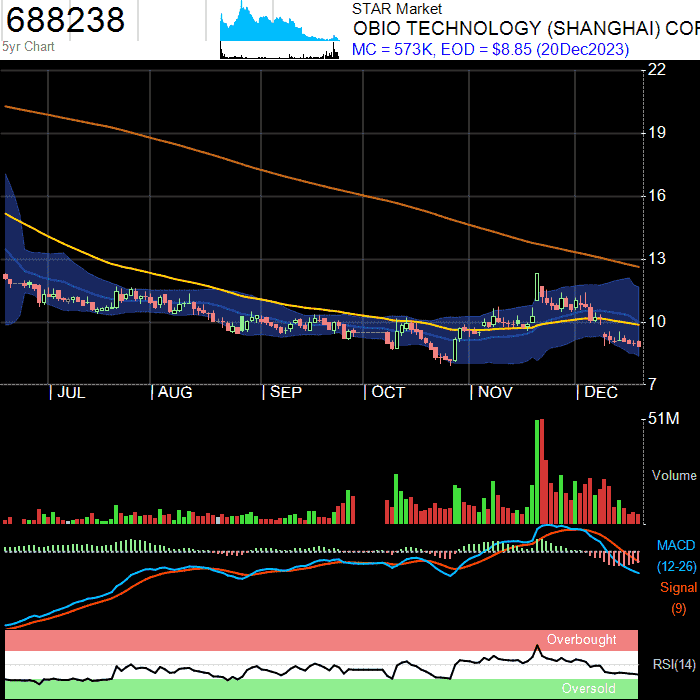 688238
STAR Market
OBIO TECHNOLOGY (SHANGHAI) COR
5yr Chart
MC = 573K, EOD = $8.85 (20Dec2023)
22
19
16
13
10
7
JUL
AUG
SEP
OCT
NOV
DEC
51M
Volume
MACD
(12-26)
Signal
(9)
Overbought
RSI(14)
Oversold